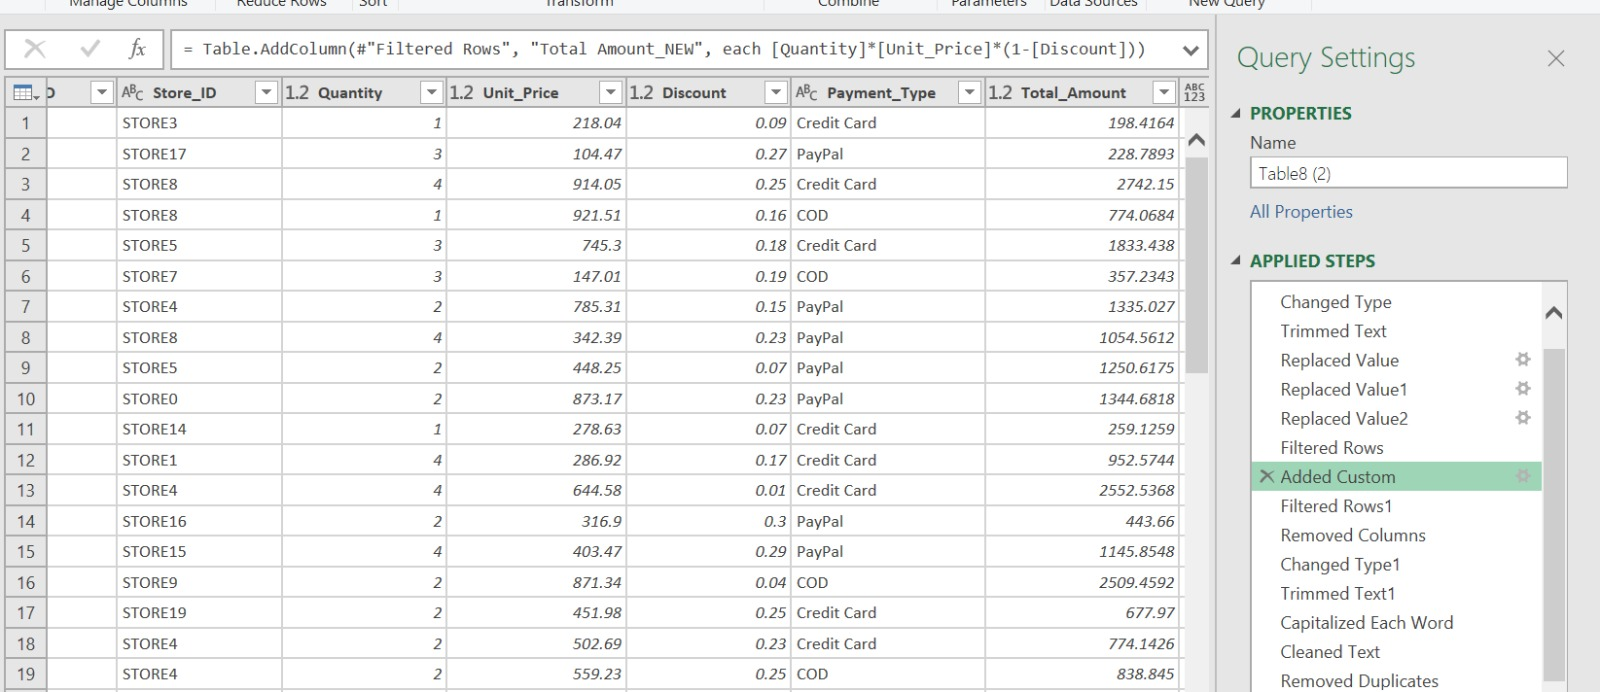 Manage Columns Reduce Rows Sort Transform Combine Parameters Data Sources New Query
fx = Table.AddColumn(#"Filtered Rows", "Total Amount_NEW", each [Quantity]*[Unit_Price]*(1-[Discount]))
ABC Store_ID 1.2 Quantity 1.2 Unit_Price 1.2 Discount ABC Payment_Type 1.2 Total_Amount ABC 123
1 STORE3 1 218.04 0.09 Credit Card 198.4164
2 STORE17 3 104.47 0.27 PayPal 228.7893
3 STORE8 4 914.05 0.25 Credit Card 2742.15
4 STORE8 1 921.51 0.16 COD 774.0684
5 STORE5 3 745.3 0.18 Credit Card 1833.438
6 STORE7 3 147.01 0.19 COD 357.2343
7 STORE4 2 785.31 0.15 PayPal 1335.027
8 STORE8 4 342.39 0.23 PayPal 1054.5612
9 STORE5 2 448.25 0.07 PayPal 1250.6175
10 STORE0 2 873.17 0.23 PayPal 1344.6818
11 STORE14 1 278.63 0.07 Credit Card 259.1259
12 STORE1 4 286.92 0.17 Credit Card 952.5744
13 STORE4 4 644.58 0.01 Credit Card 2552.5368
14 STORE16 2 316.9 0.3 PayPal 443.66
15 STORE15 4 403.47 0.29 PayPal 1145.8548
16 STORE9 2 871.34 0.04 COD 2509.4592
17 STORE19 2 451.98 0.25 Credit Card 677.97
18 STORE4 2 502.69 0.23 Credit Card 774.1426
19 STORE4 2 559.23 0.25 COD 838.845
Query Settings
PROPERTIES
Name
Table8 (2)
All Properties
APPLIED STEPS
Changed Type
Trimmed Text
Replaced Value
Replaced Value1
Replaced Value2
Filtered Rows
Added Custom
Filtered Rows1
Removed Columns
Changed Type1
Trimmed Text1
Capitalized Each Word
Cleaned Text
Removed Duplicates